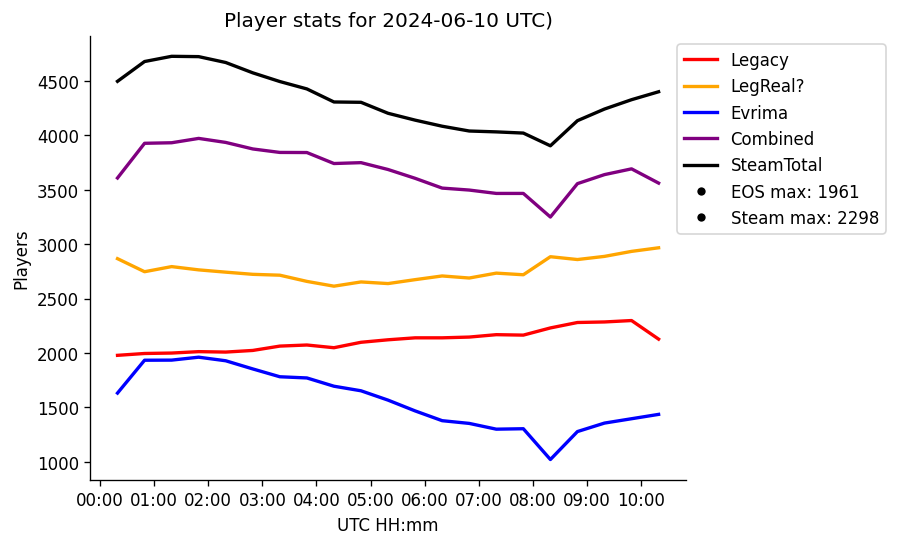 Player stats for 2024-06-10 UTC)
Players
4500
4000
3500
3000
2500
2000
1500
1000
00:00 01:00 02:00 03:00 04:00 05:00 06:00 07:00 08:00 09:00 10:00
UTC HH:mm
Legacy
LegReal?
Evrima
Combined
SteamTotal
EOS max: 1961
Steam max: 2298